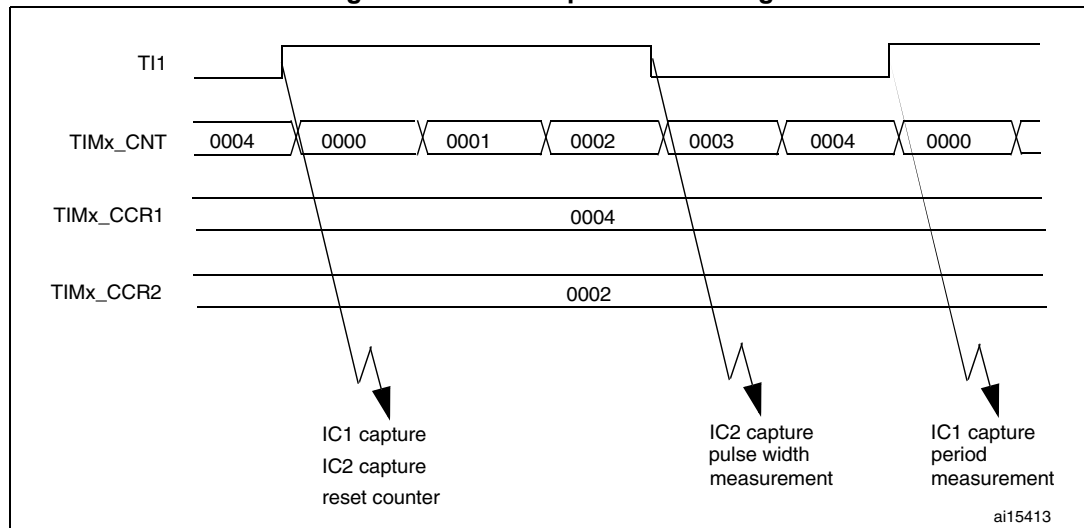 TI1
TIMx_CNT 0004 0000 0001 0002 0003 0004 0000
TIMx_CCR1 0004
TIMx_CCR2 0002
IC1 capture
IC2 capture
reset counter
IC2 capture
pulse width
measurement
IC1 capture
period
measurement
ai15413